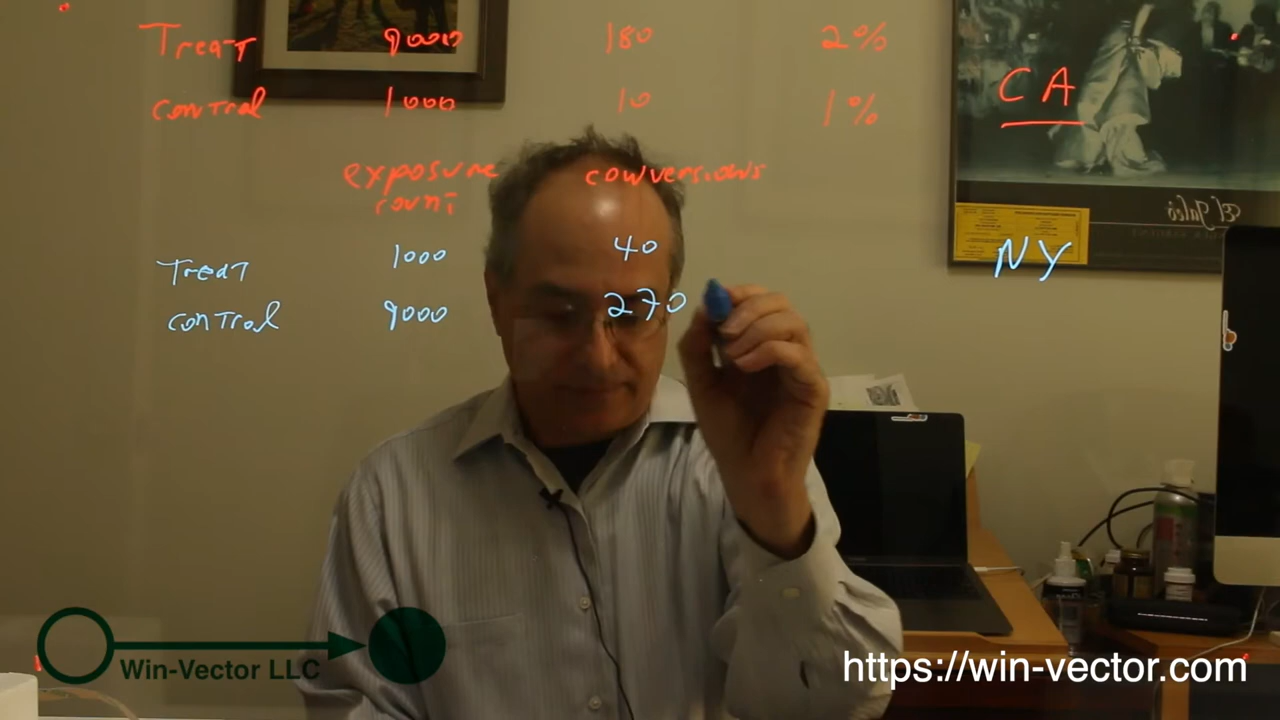 Treat 9000 180 2%
control 1000 10 1%
CA
exposure conversions
count
Treat 1000 40
NY
control 9000 270
Win-Vector LLC
https://win-vector.com